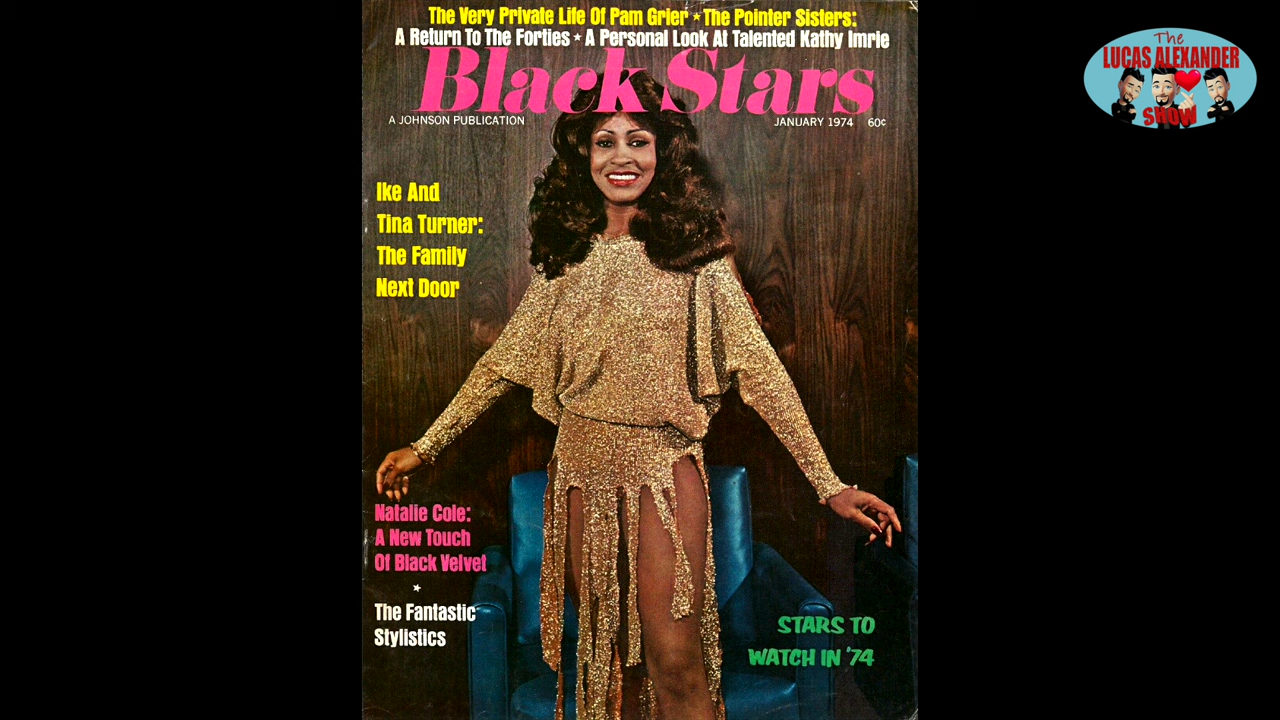 The Very Private Life Of Pam Grier ★ The Pointer Sisters:
A Return To The Forties ★ A Personal Look At Talented Kathy Imrie
Black Stars
A JOHNSON PUBLICATION
JANUARY 1974 60¢
Ike And
Tina Turner:
The Family
Next Door
Natalie Cole:
A New Touch
Of Black Velvet
★
The Fantastic
Stylistics
STARS TO
WATCH IN '74
The
LUCAS ALEXANDER
SHOW